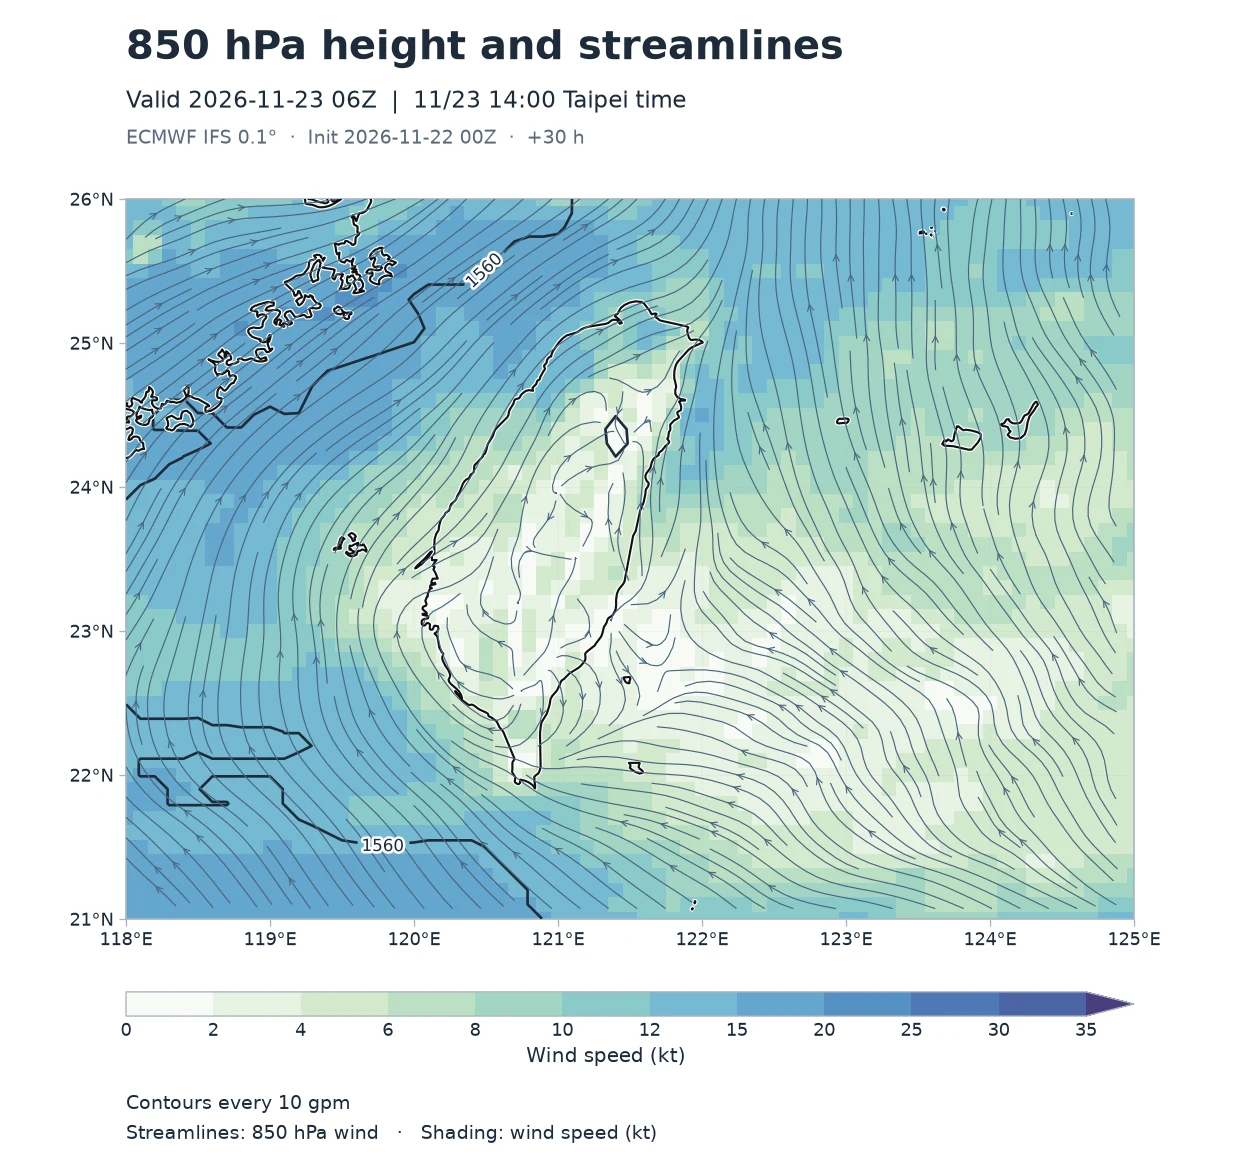 850 hPa height and streamlines
Valid 2026-11-23 06Z | 11/23 14:00 Taipei time
ECMWF IFS 0.1° · Init 2026-11-22 00Z · +30 h
26°N
25°N
24°N
23°N
22°N
21°N
1560
1560
118°E 119°E 120°E 121°E 122°E 123°E 124°E 125°E
0 2 4 6 8 10 12 15 20 25 30 35
Wind speed (kt)
Contours every 10 gpm
Streamlines: 850 hPa wind · Shading: wind speed (kt)